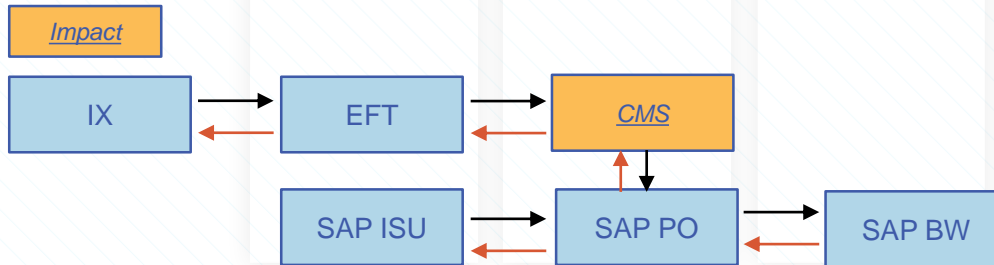 Impact
IX
EFT
CMS
SAP ISU
SAP PO
SAP BW